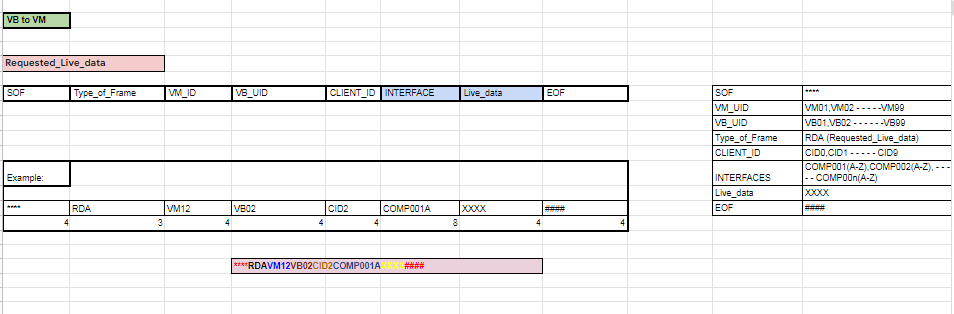 VB to VM
Requested_Live_data
SOF Type_of_Frame VM_ID VB_UID CLIENT_ID INTERFACE Live_data EOF
SOF ****
VM_UID VM01,VM02 - - - - -VM99
VB_UID VB01,VB02 - - - - - -VB99
Type_of_Frame RDA (Requested_Live_data)
CLIENT_ID CID0,CID1 - - - - - CID9
INTERFACES COMP001(A-Z),COMP002(A-Z), - - -
- - COMP00n(A-Z)
Live_data XXXX
EOF ####
Example:
**** RDA VM12 VB02 CID2 COMP001A XXXX ####
4 3 4 4 4 8 4 4
****RDAVM12VB02CID2COMP001AXXXX####